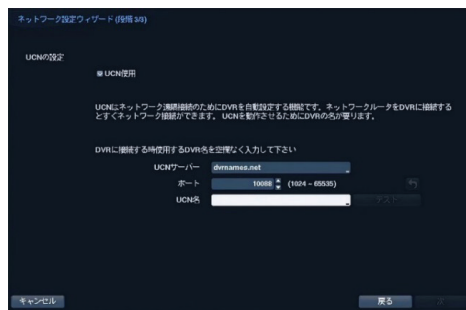 ネットワーク設定ウィザード (段階 3/3)
UCNの設定
UCN使用
UCNはネットワーク遠隔接続のためにDVRを自動設定する機能です。ネットワークルータをDVRに接続する
とすぐネットワーク接続ができます。 UCNを動作させるためにDVRの名が要ります。
DVRに接続する時使用するDVR名を空欄なく入力して下さい
UCNサーバー dvrnames.net
ポート 10088 (1024 ~ 65535)
UCN名 テスト
キャンセル 戻る